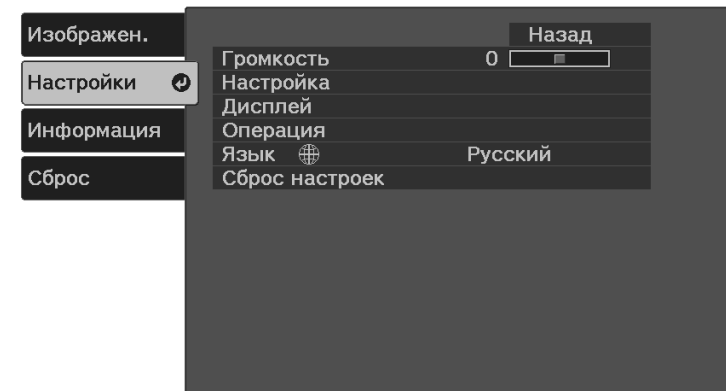 Изображен.
Настройки
Информация
Сброс
Назад
Громкость 0
Настройка
Дисплей
Операция
Язык Русский
Сброс настроек